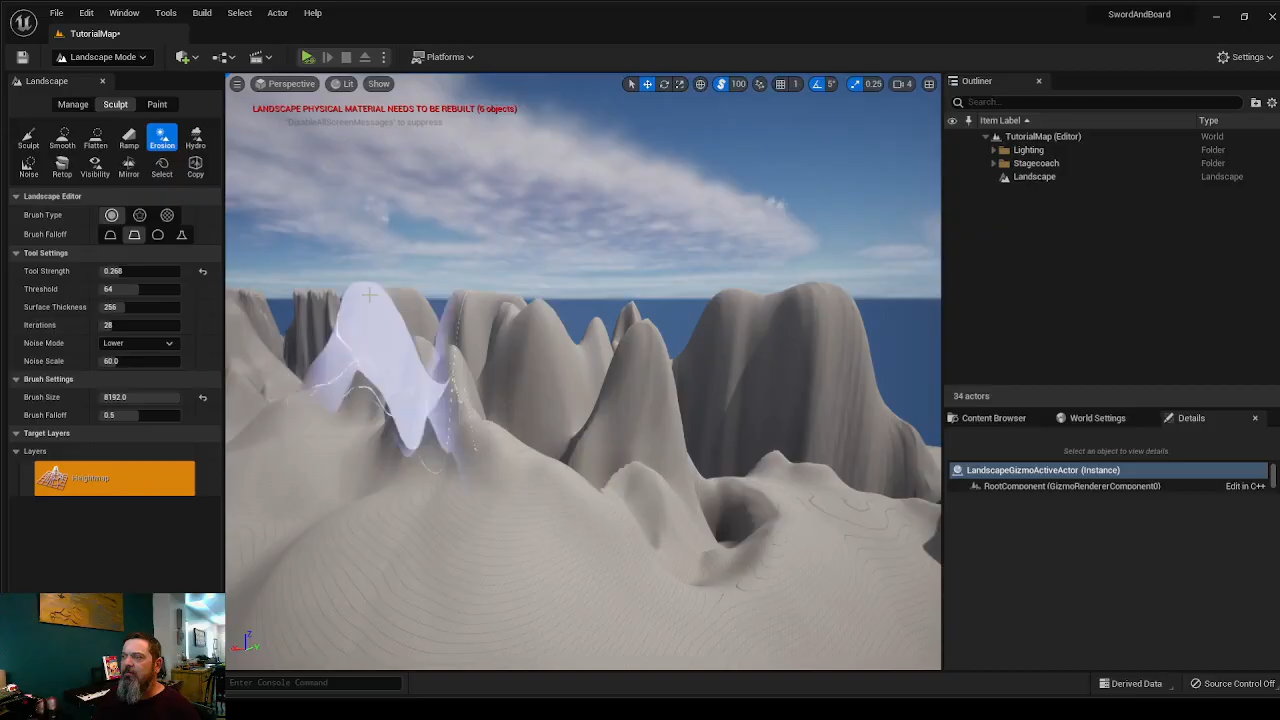 File Edit Window Tools Build Select Actor Help
SwordAndBoard
TutorialMap•
Landscape Mode
Platforms
Settings
Landscape
Perspective Lit Show
100 1 5° 0.25 4
Outliner
Manage Sculpt Paint
LANDSCAPE PHYSICAL MATERIAL NEEDS TO BE REBUILT (6 objects)
'DisableAllScreenMessages' to suppress
Search...
Item Label Type
TutorialMap (Editor) World
Lighting Folder
Stagecoach Folder
Landscape Landscape
Sculpt Smooth Flatten Ramp Erosion Hydro
Noise Retop Visibility Mirror Select Copy
Landscape Editor
Brush Type
Brush Falloff
Tool Settings
Tool Strength 0.268
Threshold 64
Surface Thickness 256
Iterations 28
Noise Mode Lower
Noise Scale 60.0
Brush Settings
Brush Size 8192.0
Brush Falloff 0.5
Target Layers
Layers
Heightmap
34 actors
Content Browser World Settings Details
Select an object to view details
LandscapeGizmoActiveActor (Instance)
RootComponent (GizmoRendererComponent0) Edit in C++
Z
Y
Enter Console Command
Derived Data Source Control Off